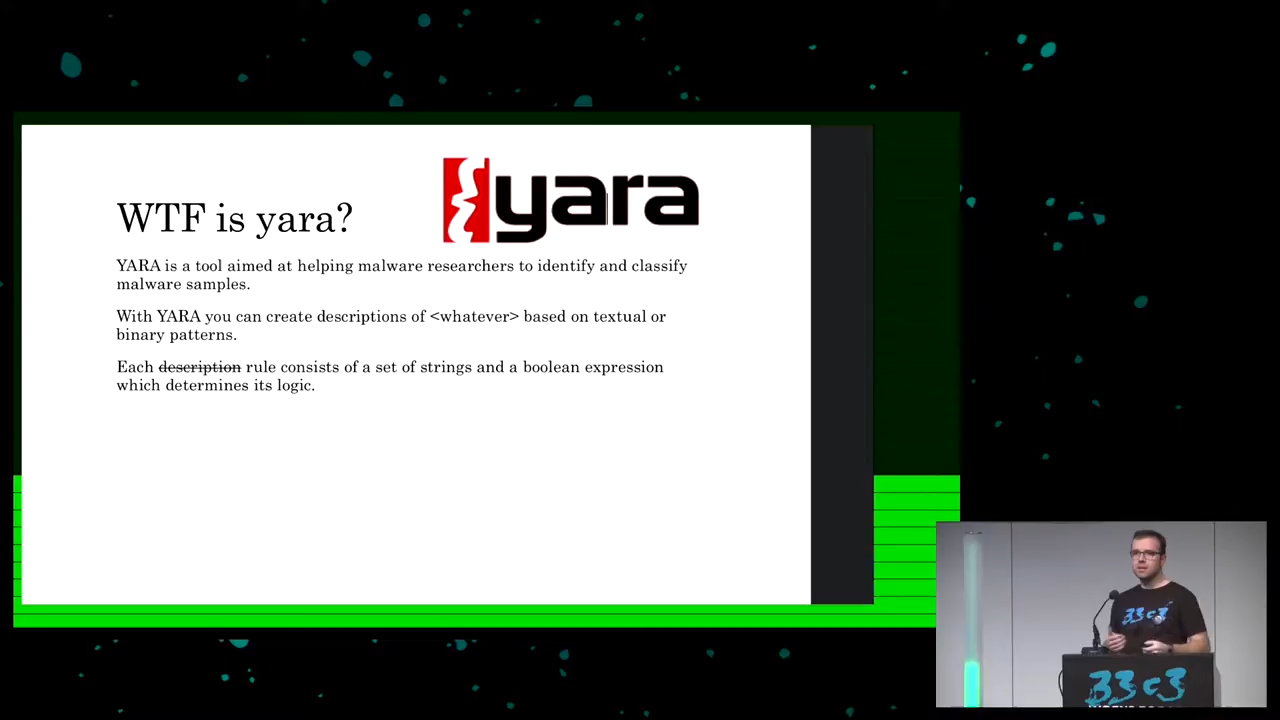 WTF is yara?
yara
YARA is a tool aimed at helping malware researchers to identify and classify
malware samples.
With YARA you can create descriptions of <whatever> based on textual or
binary patterns.
Each description rule consists of a set of strings and a boolean expression
which determines its logic.
33c3
33c3